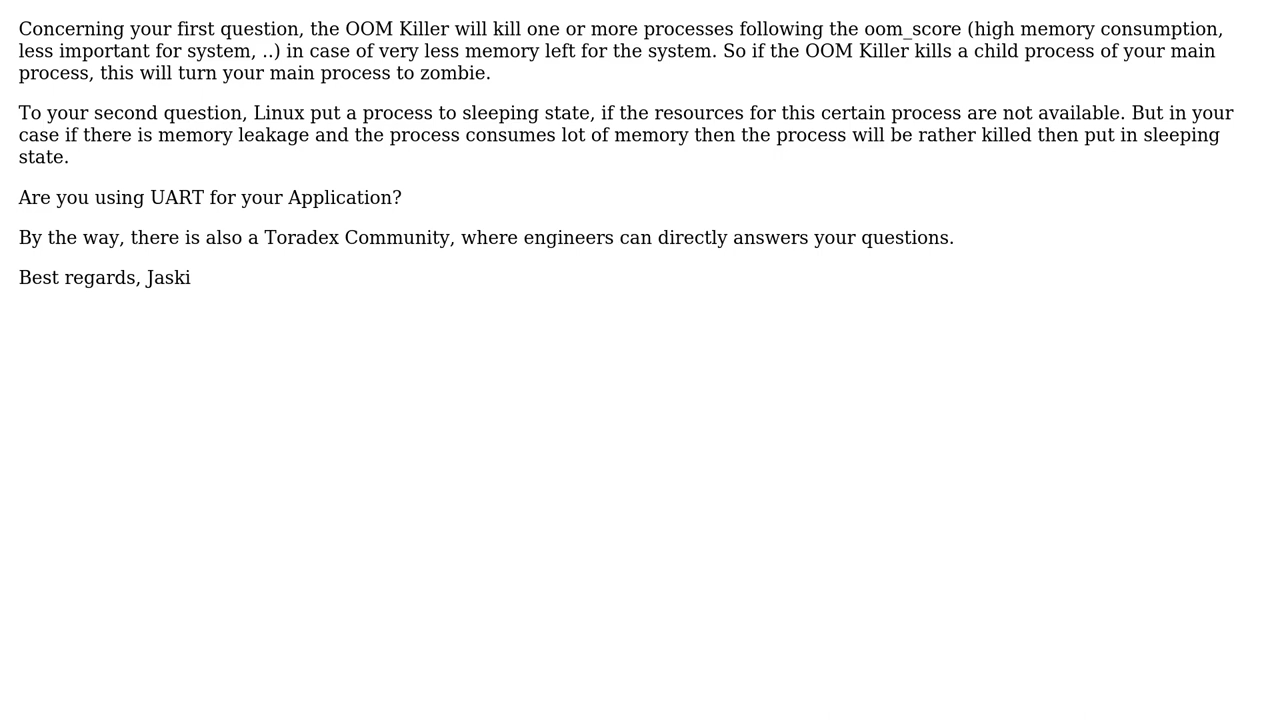 Concerning your first question, the OOM Killer will kill one or more processes following the oom_score (high memory consumption,
less important for system, ..) in case of very less memory left for the system. So if the OOM Killer kills a child process of your main
process, this will turn your main process to zombie.
To your second question, Linux put a process to sleeping state, if the resources for this certain process are not available. But in your
case if there is memory leakage and the process consumes lot of memory then the process will be rather killed then put in sleeping
state.
Are you using UART for your Application?
By the way, there is also a Toradex Community, where engineers can directly answers your questions.
Best regards, Jaski